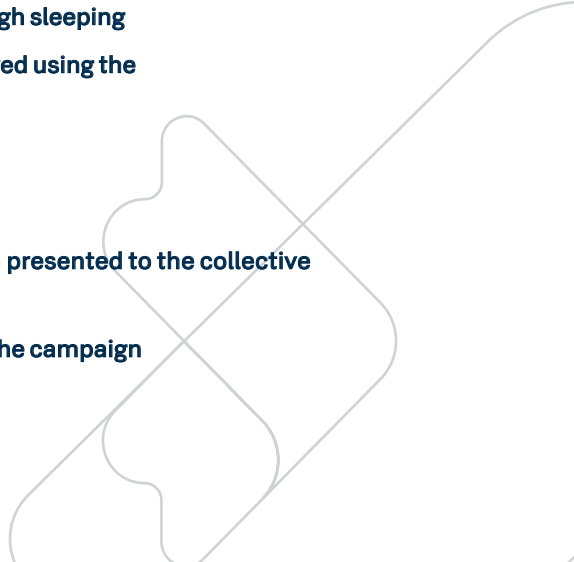 gh sleeping
ed using the
presented to the collective
he campaign